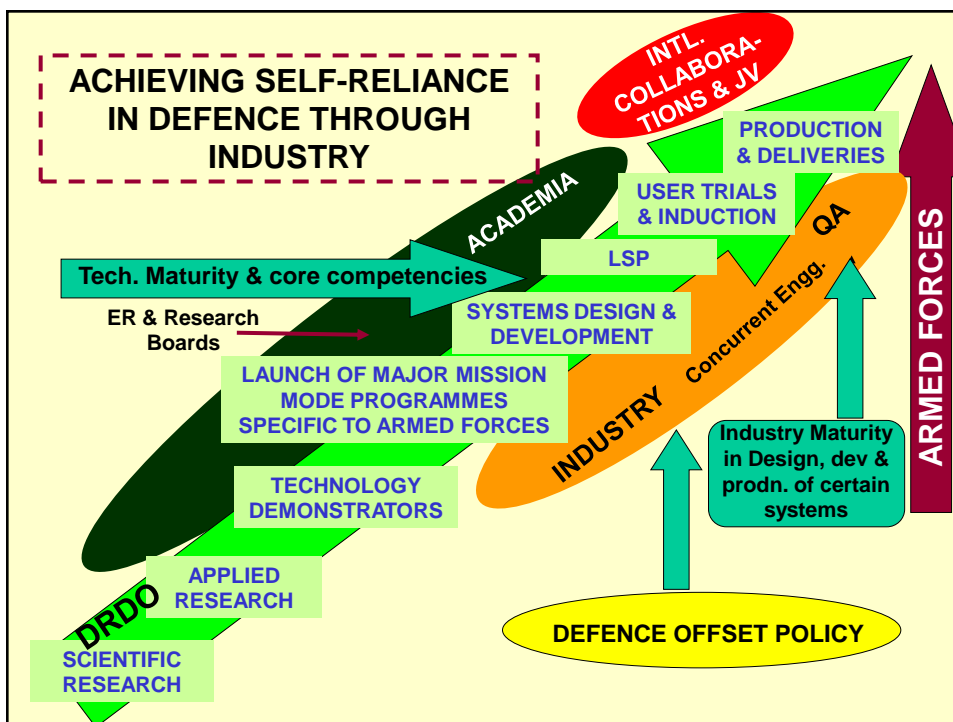 ACHIEVING SELF-RELIANCE
IN DEFENCE THROUGH
INDUSTRY
INTL.
COLLABORA-
TIONS & JV
PRODUCTION
& DELIVERIES
USER TRIALS
& INDUCTION
ACADEMIA
QA
LSP
Tech. Maturity & core competencies
ER & Research
Boards
SYSTEMS DESIGN &
DEVELOPMENT
Concurrent Engg.
INDUSTRY
ARMED FORCES
LAUNCH OF MAJOR MISSION
MODE PROGRAMMES
SPECIFIC TO ARMED FORCES
Industry Maturity
in Design, dev &
prodn. of certain
systems
TECHNOLOGY
DEMONSTRATORS
APPLIED
RESEARCH
DRDO
SCIENTIFIC
RESEARCH
DEFENCE OFFSET POLICY